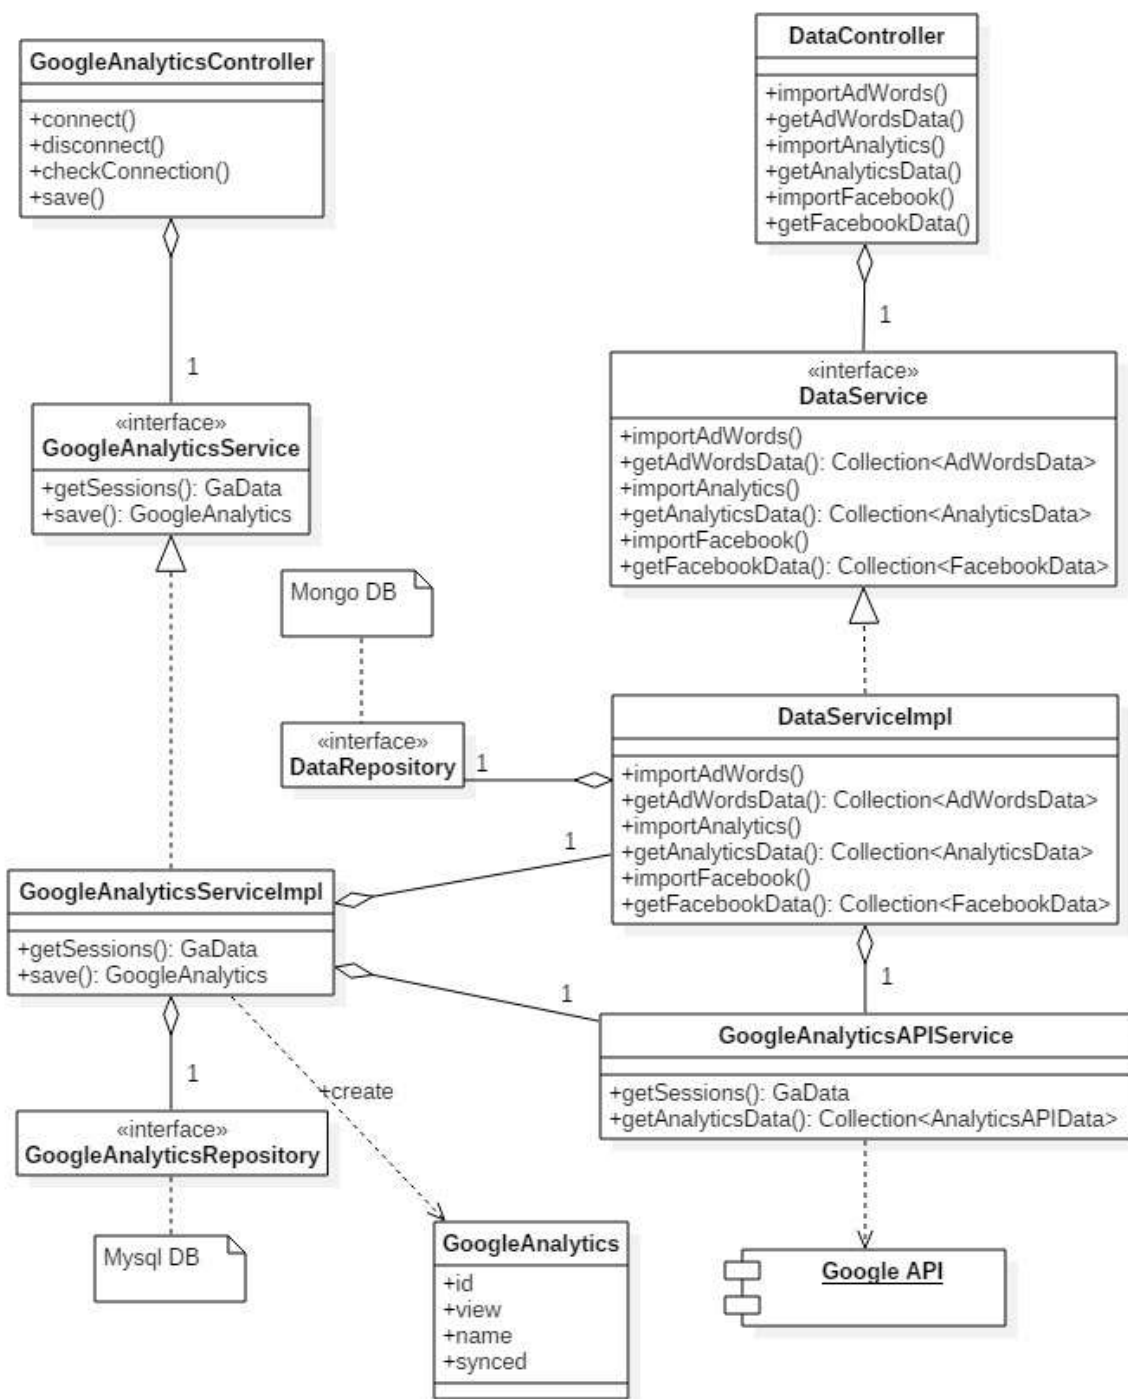 GoogleAnalyticsController
+connect()
+disconnect()
+checkConnection()
+save()
1
«interface»
GoogleAnalyticsService
+getSessions(): GaData
+save(): GoogleAnalytics
DataController
+importAdWords()
+getAdWordsData()
+importAnalytics()
+getAnalyticsData()
+importFacebook()
+getFacebookData()
1
«interface»
DataService
+importAdWords()
+getAdWordsData(): Collection<AdWordsData>
+importAnalytics()
+getAnalyticsData(): Collection<AnalyticsData>
+importFacebook()
+getFacebookData(): Collection<FacebookData>
Mongo DB
«interface»
DataRepository
1
DataServiceImpl
+importAdWords()
+getAdWordsData(): Collection<AdWordsData>
+importAnalytics()
+getAnalyticsData(): Collection<AnalyticsData>
+importFacebook()
+getFacebookData(): Collection<FacebookData>
1
GoogleAnalyticsServiceImpl
+getSessions(): GaData
+save(): GoogleAnalytics
1
1
GoogleAnalyticsAPIService
+getSessions(): GaData
+getAnalyticsData(): Collection<AnalyticsAPIData>
1
+create
«interface»
GoogleAnalyticsRepository
Mysql DB
GoogleAnalytics
+id
+view
+name
+synced
Google API